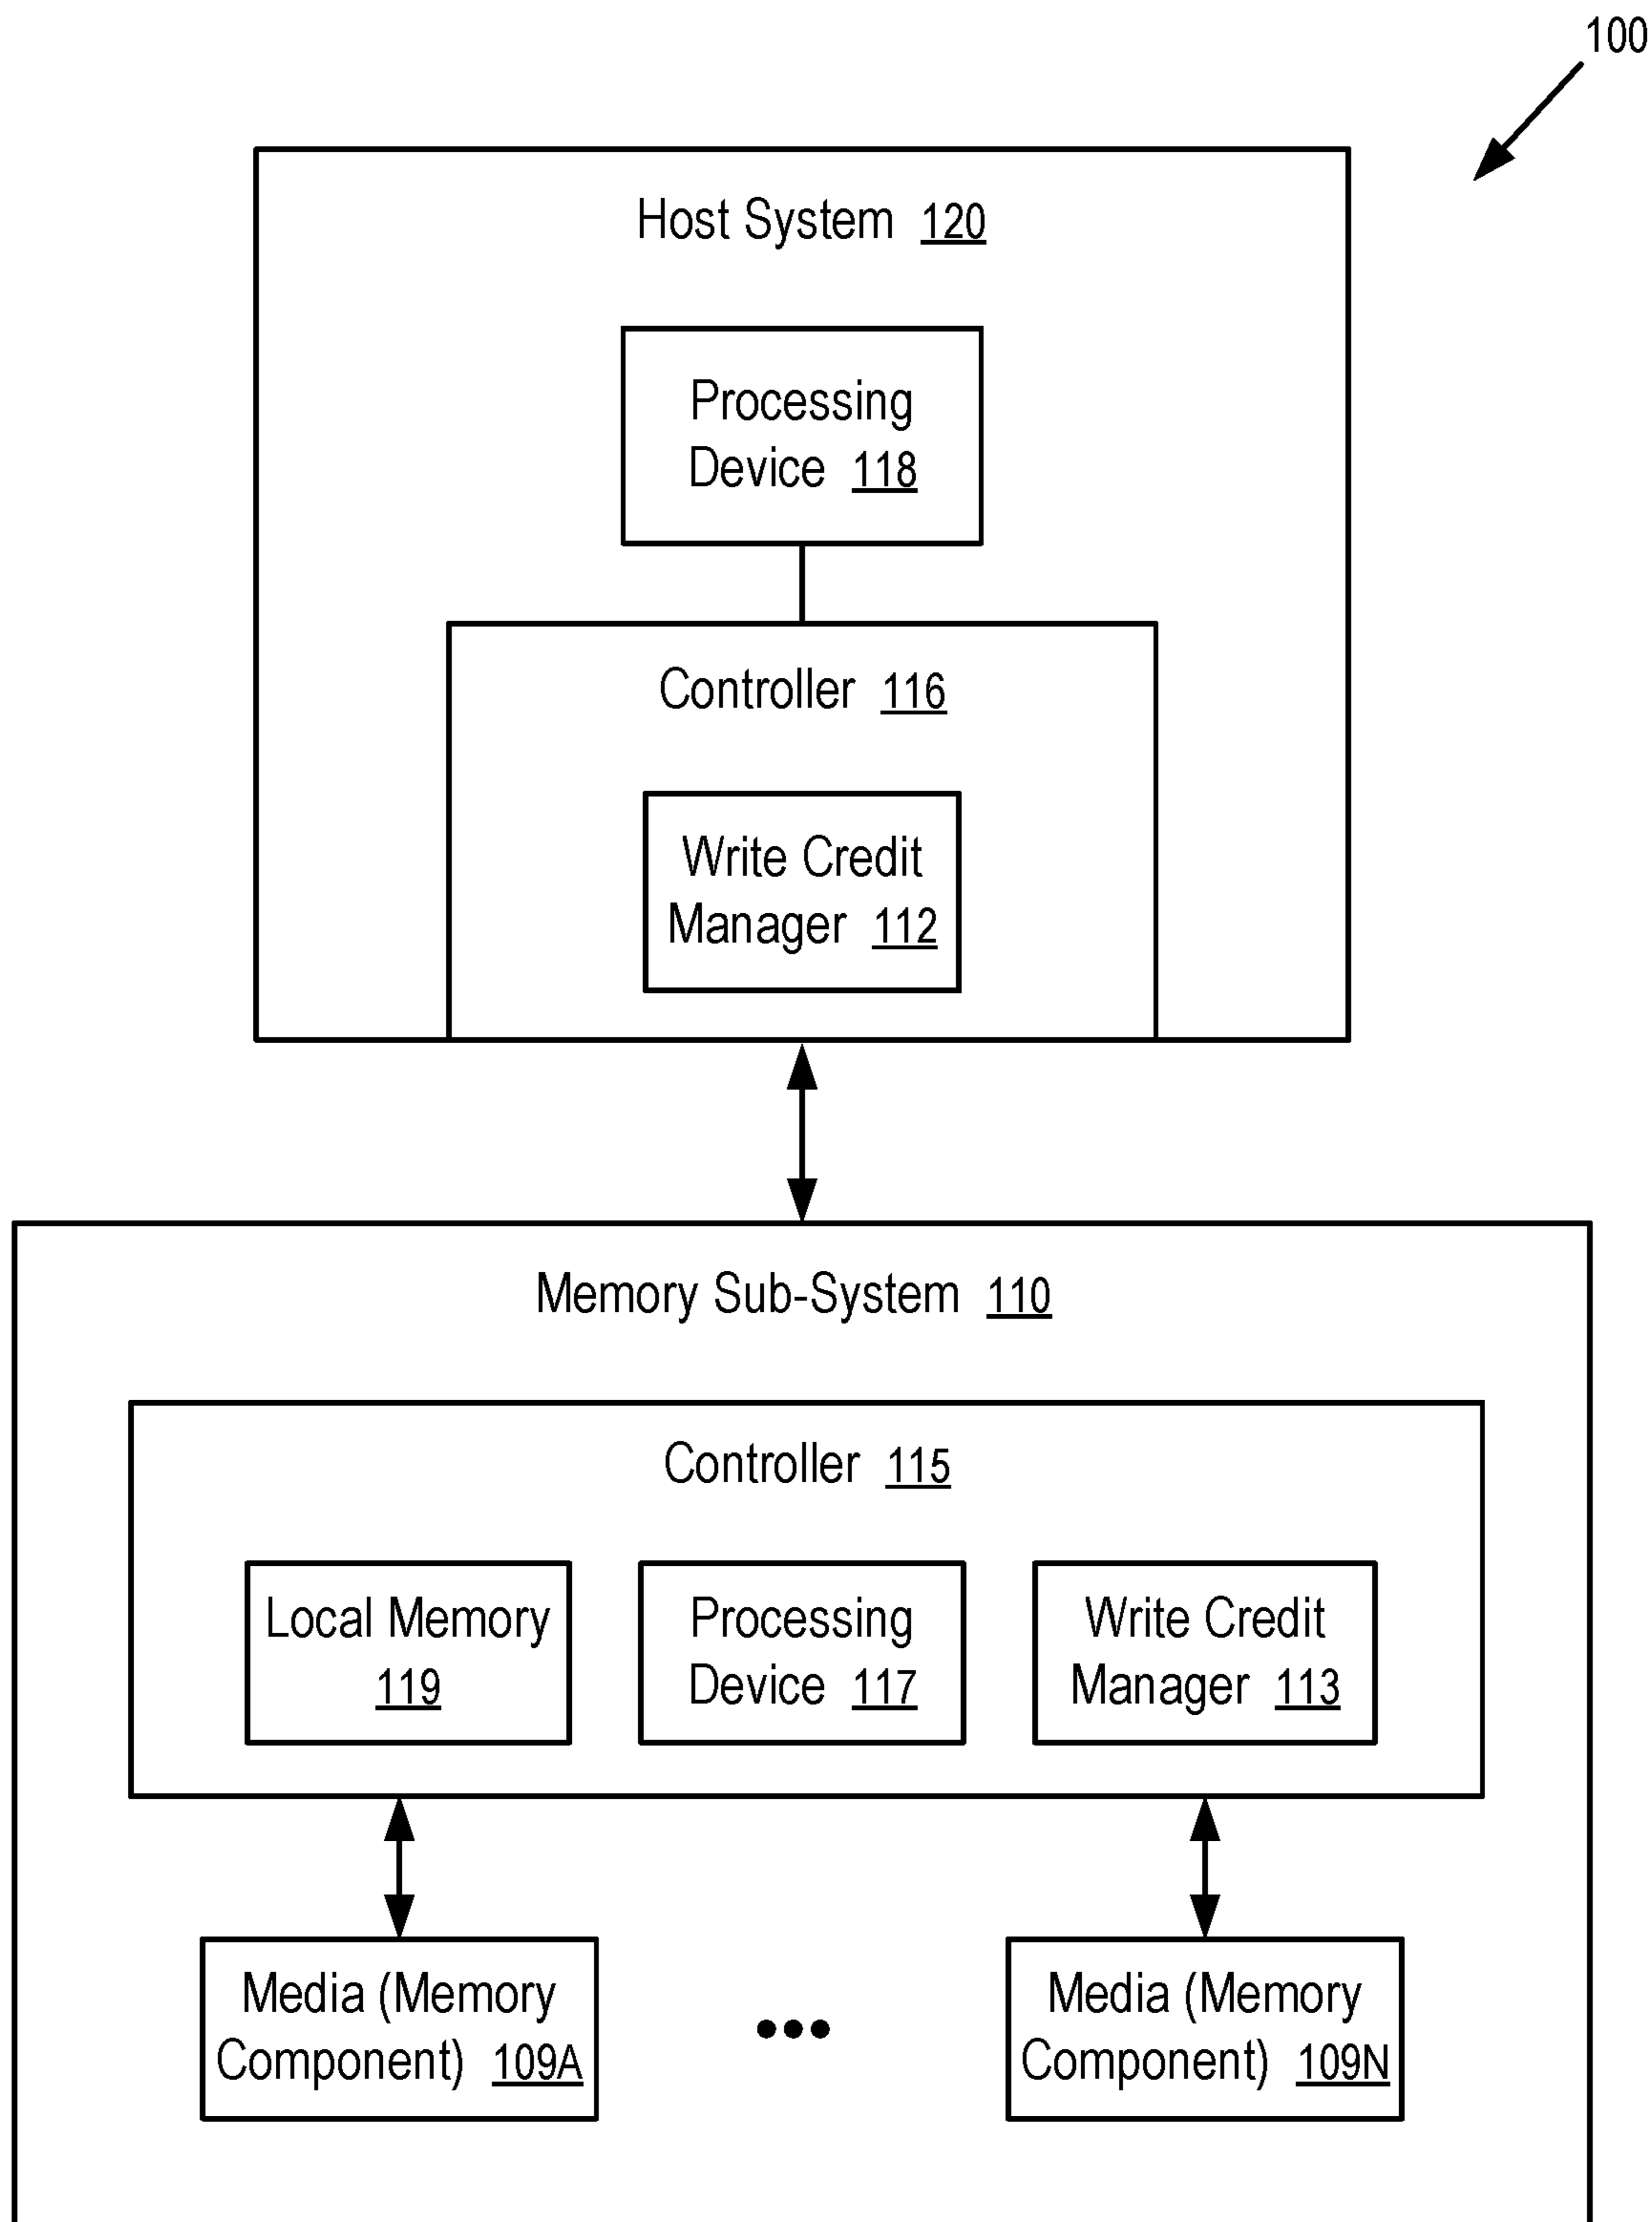 100
Host System 120
Processing
Device 118
Controller 116
Write Credit
Manager 112
Memory Sub-System 110
Controller 115
Local Memory
119
Processing
Device 117
Write Credit
Manager 113
Media (Memory
Component) 109A
Media (Memory
Component) 109N